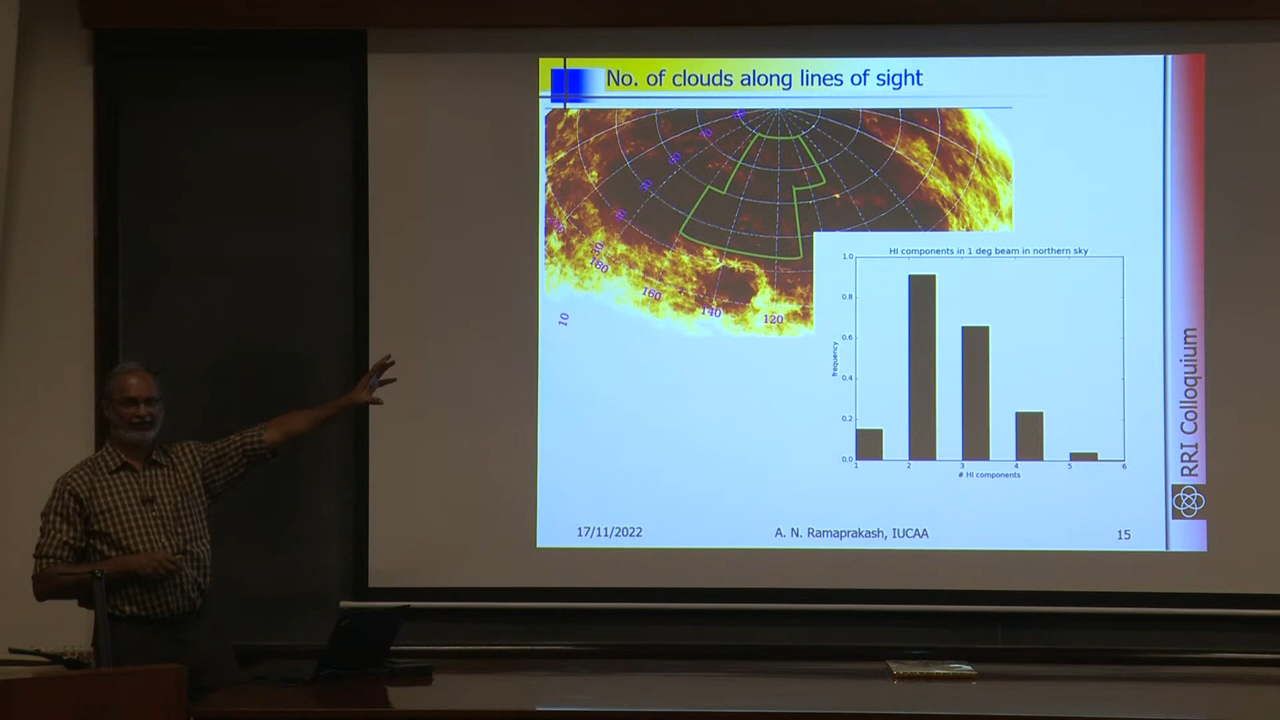 No. of clouds along lines of sight
180
160
140
120
10
HI components in 1 deg beam in northern sky
1.0
0.8
0.6
0.4
0.2
0.0
frequency
1 2 3 4 5 6
# HI components
RRI Colloquium
17/11/2022 A. N. Ramaprakash, IUCAA 15